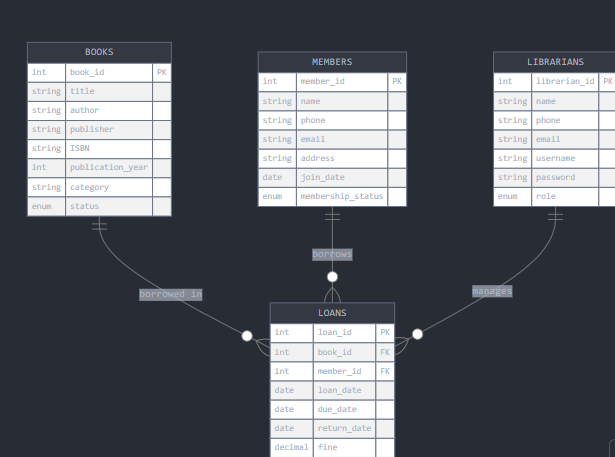 BOOKS
int book_id PK
string title
string author
string publisher
string ISBN
int publication_year
string category
enum status
MEMBERS
int member_id PK
string name
string phone
string email
string address
date join_date
enum membership_status
LIBRARIANS
int librarian_id PK
string name
string phone
string email
string username
string password
enum role
borrowed in
borrows
manages
LOANS
int loan_id PK
int book_id FK
int member_id FK
date loan_date
date due_date
date return_date
decimal fine